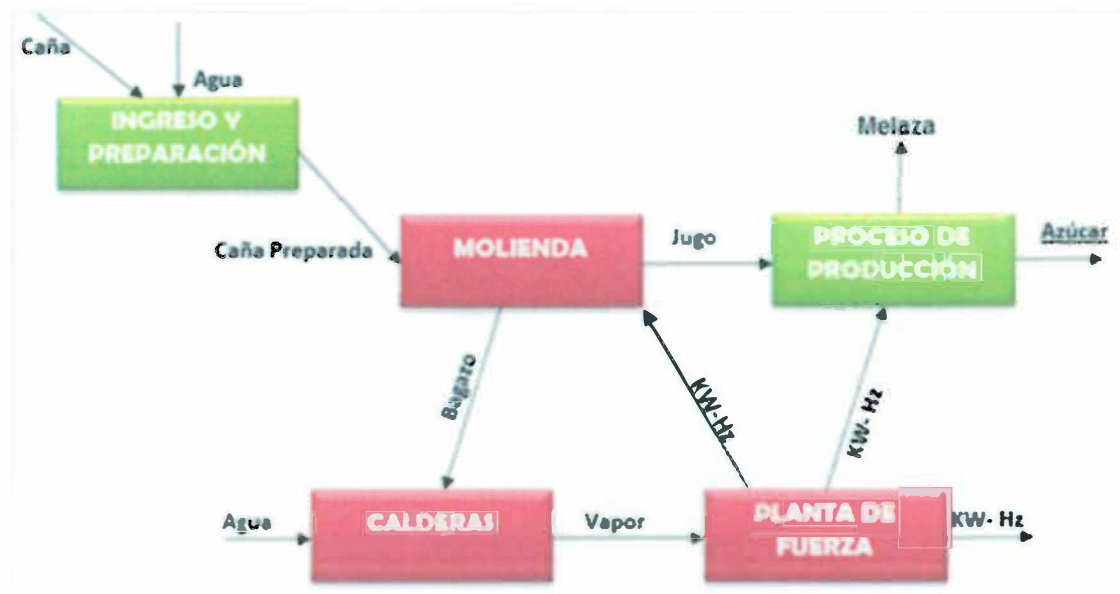 Caña
Agua
INGRESO Y
PREPARACIÓN
Melaza
Caña Preparada
MOLIENDA
Jugo
PROCESO DE
PRODUCCIÓN
Azúcar
Bagazo
KW-Hz
KW- Hz
Agua
CALDERAS
Vapor
PLANTA DE
FUERZA
KW- Hz